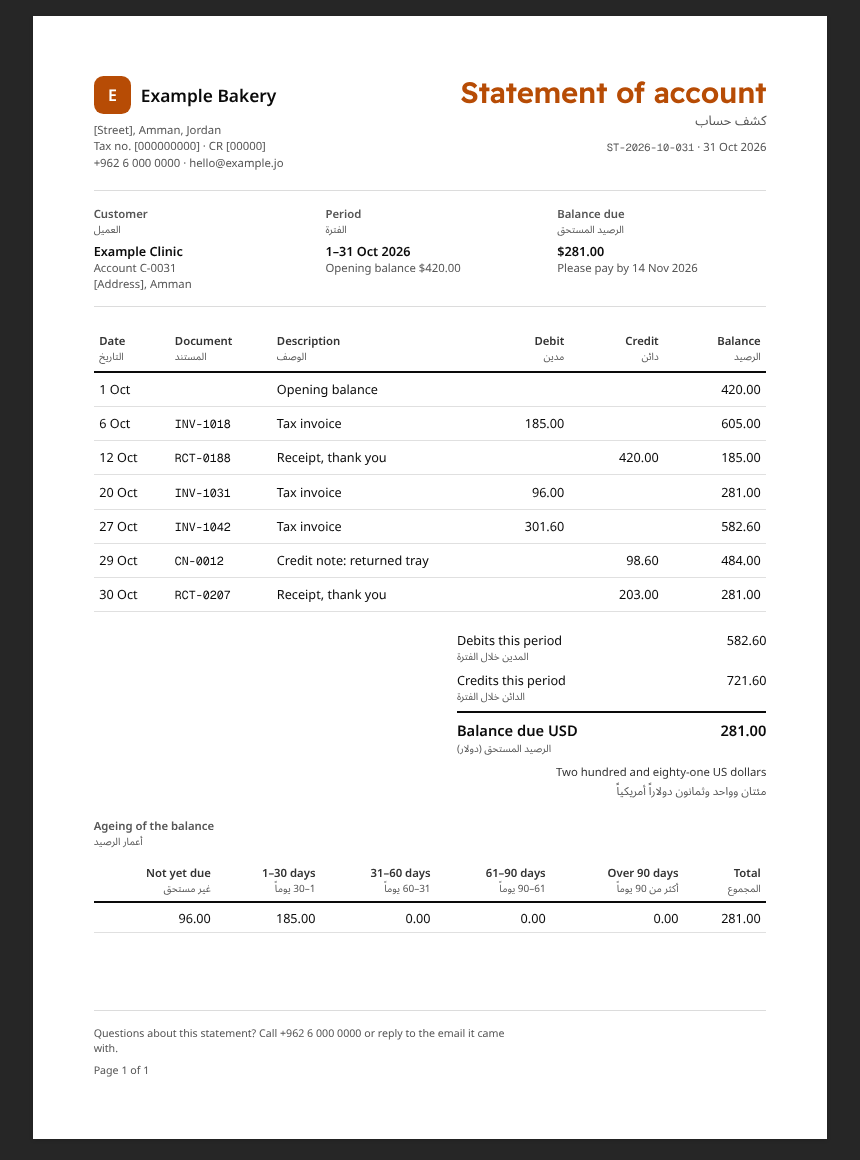 E Example Bakery
[Street], Amman, Jordan
Tax no. [000000000] · CR [00000]
+962 6 000 0000 · hello@example.jo
Statement of account
كشف حساب
ST-2026-10-031 · 31 Oct 2026
Customer
العميل
Example Clinic
Account C-0031
[Address], Amman
Period
الفترة
1–31 Oct 2026
Opening balance $420.00
Balance due
الرصيد المستحق
$281.00
Please pay by 14 Nov 2026
Date Document Description Debit Credit Balance
التاريخ المستند الوصف مدين دائن الرصيد
1 Oct Opening balance 420.00
6 Oct INV-1018 Tax invoice 185.00 605.00
12 Oct RCT-0188 Receipt, thank you 420.00 185.00
20 Oct INV-1031 Tax invoice 96.00 281.00
27 Oct INV-1042 Tax invoice 301.60 582.60
29 Oct CN-0012 Credit note: returned tray 98.60 484.00
30 Oct RCT-0207 Receipt, thank you 203.00 281.00
Debits this period 582.60
المدين خلال الفترة
Credits this period 721.60
الدائن خلال الفترة
Balance due USD 281.00
الرصيد المستحق (دولار)
Two hundred and eighty-one US dollars
مئتان وواحد وثمانون دولاراً أمريكياً
Ageing of the balance
أعمار الرصيد
Not yet due 1–30 days 31–60 days 61–90 days Over 90 days Total
غير مستحق 1–30 يوماً 31–60 يوماً 61–90 يوماً أكثر من 90 يوماً المجموع
96.00 185.00 0.00 0.00 0.00 281.00
Questions about this statement? Call +962 6 000 0000 or reply to the email it came
with.
Page 1 of 1